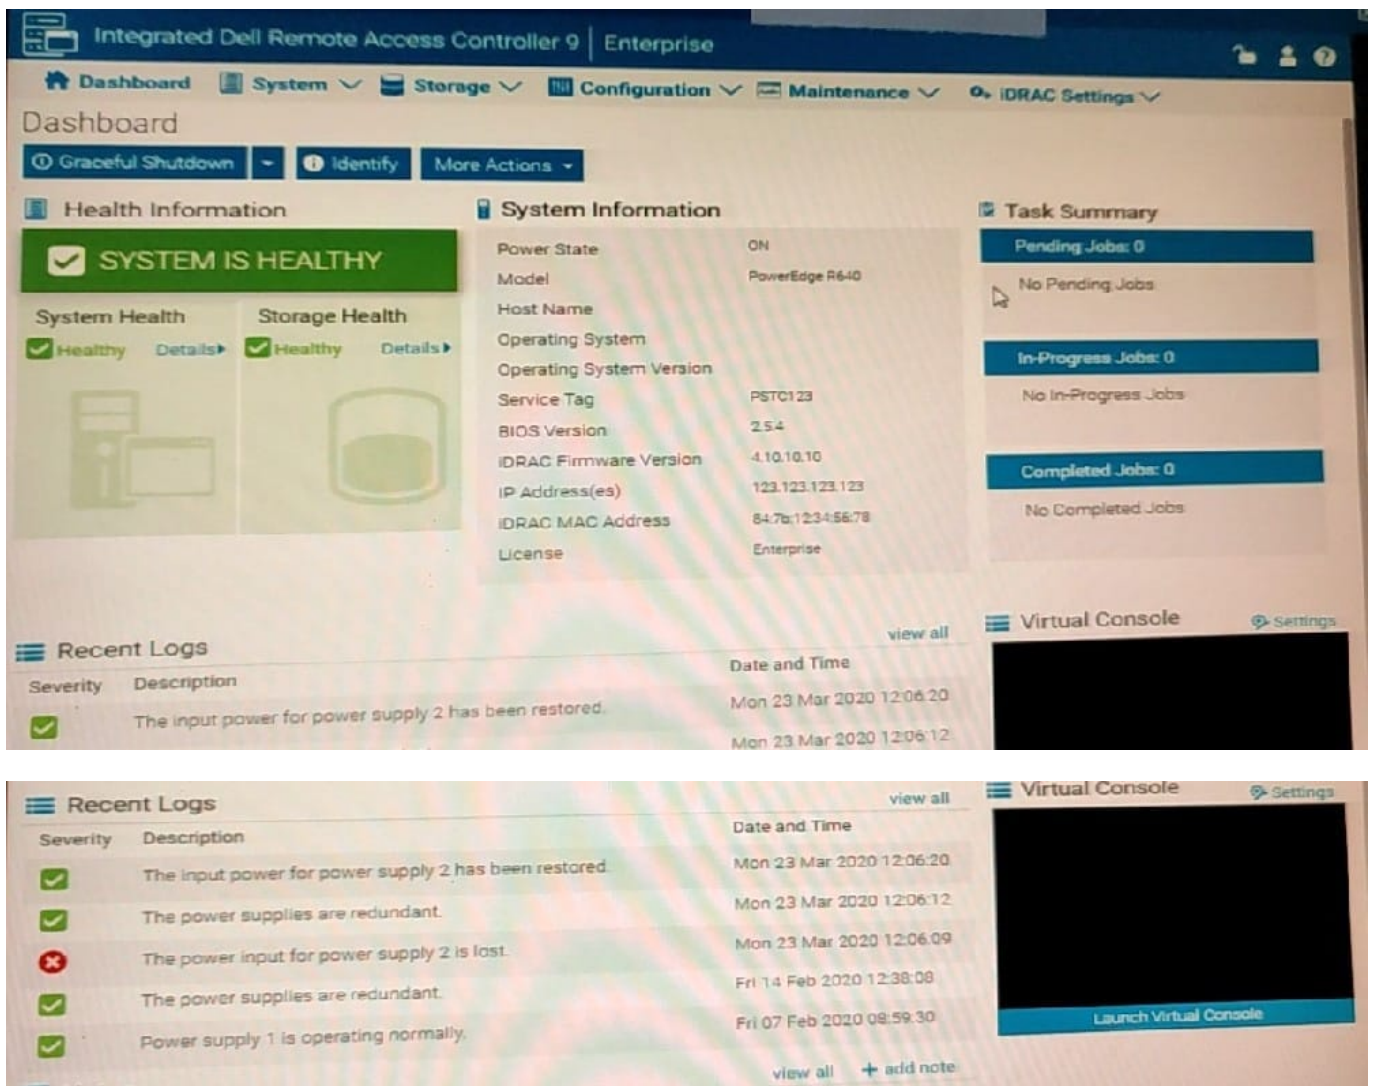 Integrated Dell Remote Access Controller 9 | Enterprise
Dashboard System Storage Configuration Maintenance iDRAC Settings
Dashboard
Graceful Shutdown Identify More Actions
Health Information
SYSTEM IS HEALTHY
System Health Storage Health
Healthy Details Healthy Details
System Information
Power State ON
Model PowerEdge R640
Host Name
Operating System
Operating System Version
Service Tag PSTC123
BIOS Version 2.5.4
iDRAC Firmware Version 4.10.10.10
IP Address(es) 123.123.123.123
iDRAC MAC Address 84:7b:12:34:56:78
License Enterprise
Task Summary
Pending Jobs: 0
No Pending Jobs
In-Progress Jobs: 0
No In-Progress Jobs
Completed Jobs: 0
No Completed Jobs
Recent Logs view all
Severity Description Date and Time
The input power for power supply 2 has been restored. Mon 23 Mar 2020 12:06:20
Mon 23 Mar 2020 12:06:12
Virtual Console Settings
Recent Logs view all
Severity Description Date and Time
The input power for power supply 2 has been restored. Mon 23 Mar 2020 12:06:20
The power supplies are redundant. Mon 23 Mar 2020 12:06:12
The power input for power supply 2 is lost. Mon 23 Mar 2020 12:06:09
The power supplies are redundant. Fri 14 Feb 2020 12:38:08
Power supply 1 is operating normally. Fri 07 Feb 2020 08:59:30
view all + add note
Virtual Console Settings
Launch Virtual Console